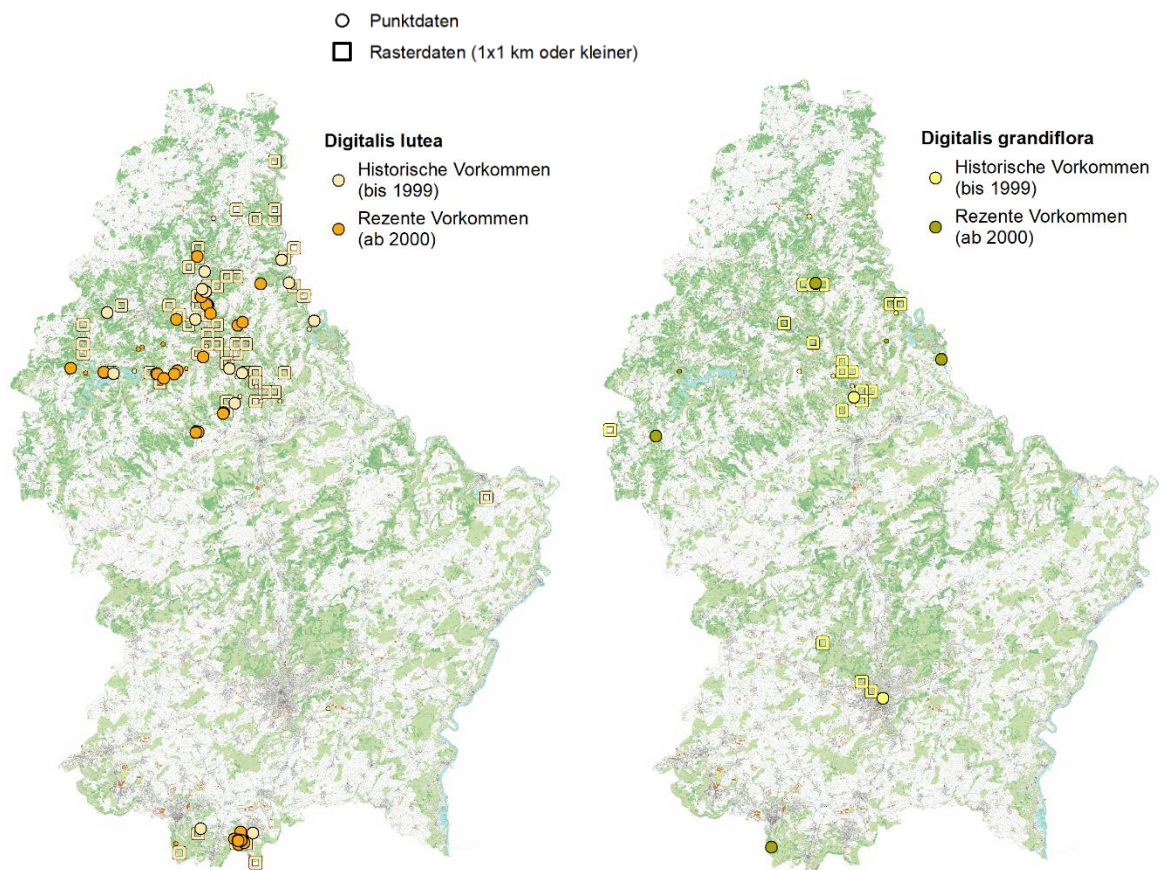 Punktdaten
Rasterdaten (1x1 km oder kleiner)
Digitalis lutea
Historische Vorkommen
(bis 1999)
Rezente Vorkommen
(ab 2000)
Digitalis grandiflora
Historische Vorkommen
(bis 1999)
Rezente Vorkommen
(ab 2000)